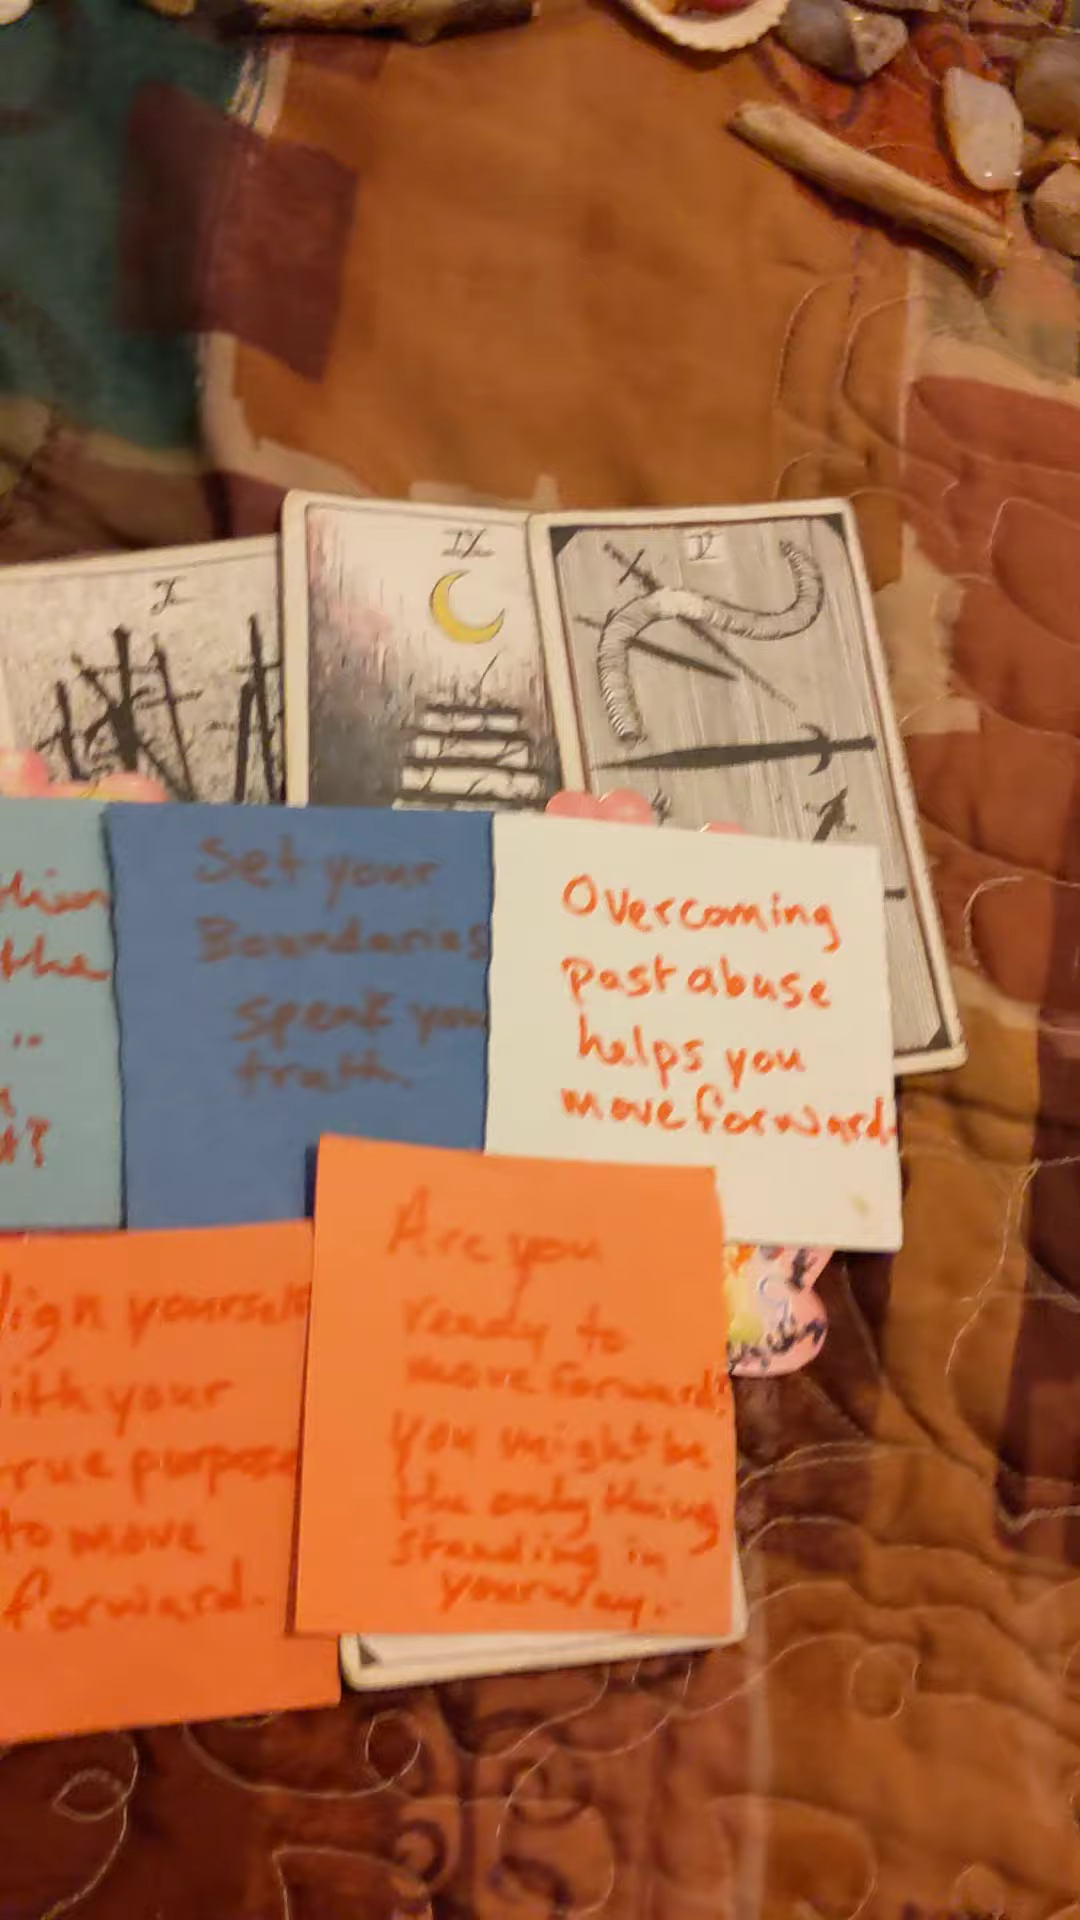 X
IX
V
the
Set your
Boundaries
speak your
truth.
Overcoming
past abuse
helps you
move forward.
lign yourself
ith your
rue purpose
to move
forward.
Are you
ready to
move forward?
you might be
the only thing
standing in
your way.